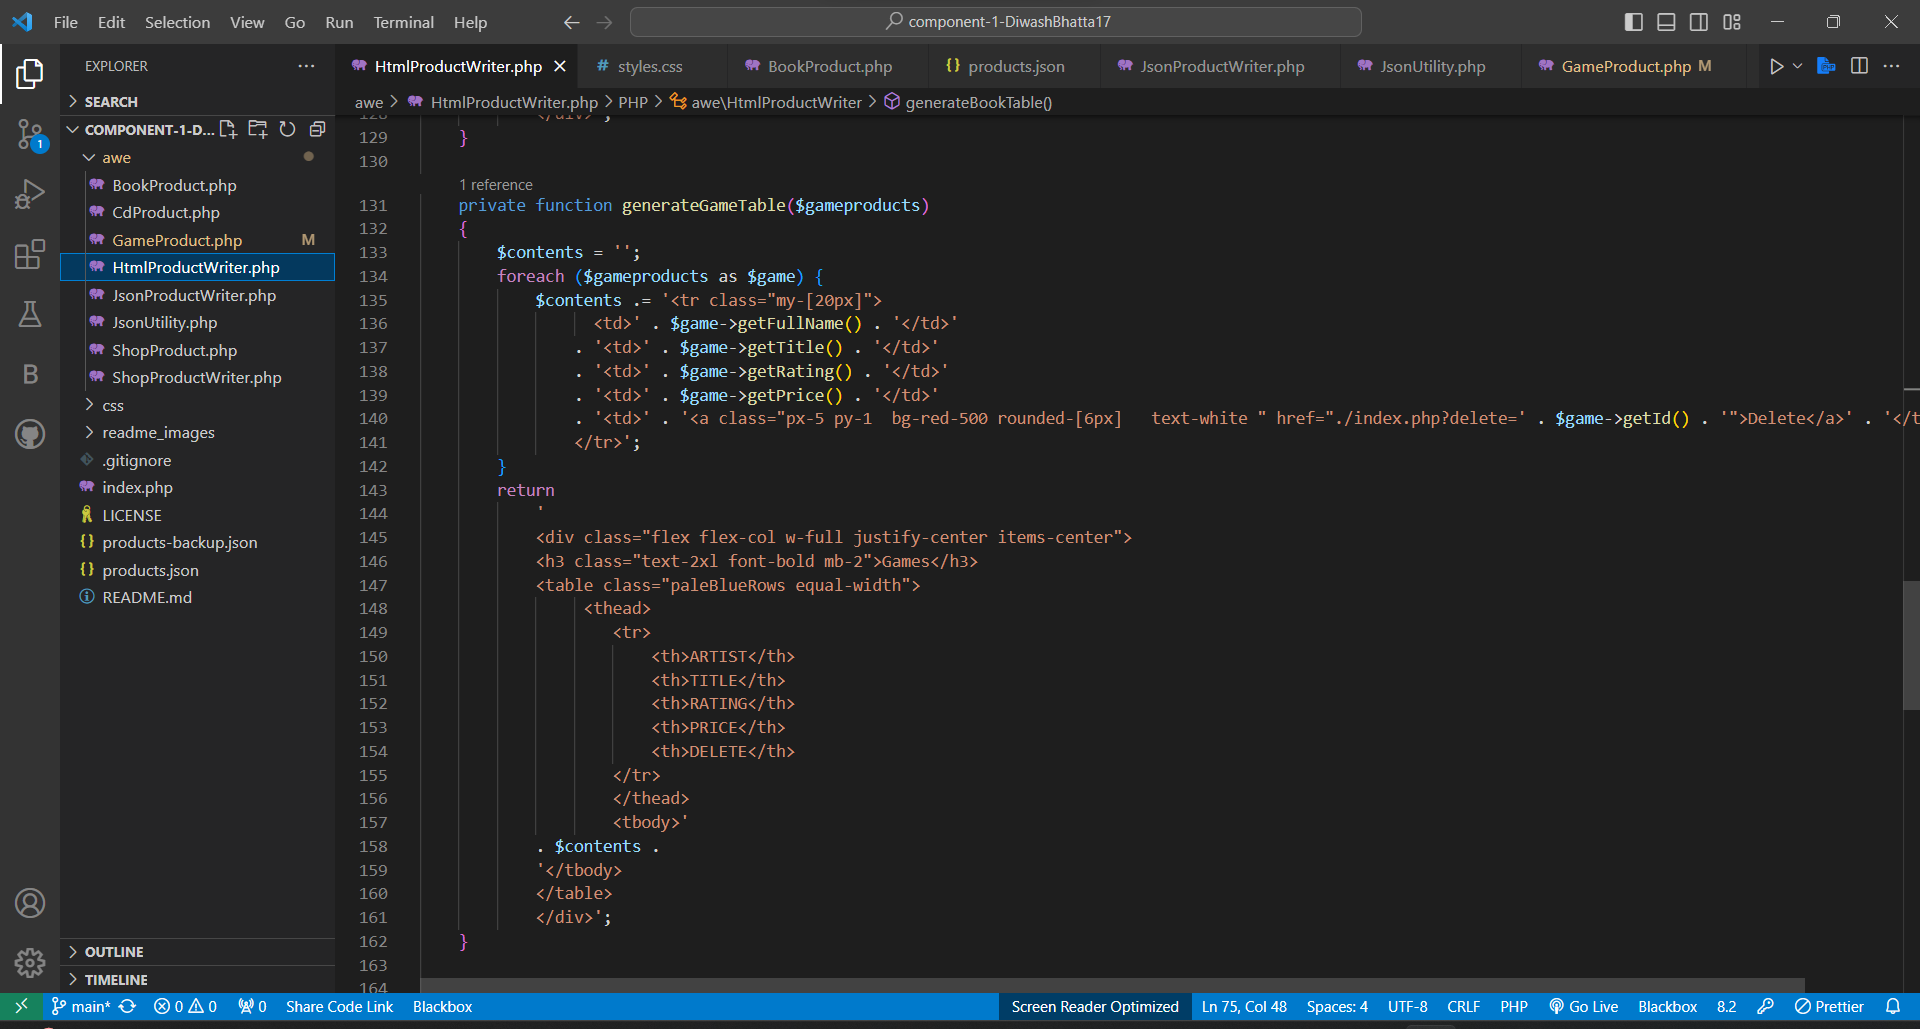 File Edit Selection View Go Run Terminal Help
component-1-DiwashBhatta17
EXPLORER
SEARCH
COMPONENT-1-D...
awe
BookProduct.php
CdProduct.php
GameProduct.php M
HtmlProductWriter.php
JsonProductWriter.php
JsonUtility.php
ShopProduct.php
ShopProductWriter.php
css
readme_images
.gitignore
index.php
LICENSE
products-backup.json
products.json
README.md
OUTLINE
TIMELINE
HtmlProductWriter.php
styles.css
BookProduct.php
products.json
JsonProductWriter.php
JsonUtility.php
GameProduct.php M
awe > HtmlProductWriter.php > PHP > awe\HtmlProductWriter > generateBookTable()
128 </div>';
129 }
130
1 reference
131 private function generateGameTable($gameproducts)
132 {
133 $contents = '';
134 foreach ($gameproducts as $game) {
135 $contents .= '<tr class="my-[20px]">
136 <td>' . $game->getFullName() . '</td>'
137 . '<td>' . $game->getTitle() . '</td>'
138 . '<td>' . $game->getRating() . '</td>'
139 . '<td>' . $game->getPrice() . '</td>'
140 . '<td>' . '<a class="px-5 py-1  bg-red-500 rounded-[6px]   text-white " href="./index.php?delete=' . $game->getId() . '">Delete</a>' . '</t
141 </tr>';
142 }
143 return
144 '
145 <div class="flex flex-col w-full justify-center items-center">
146 <h3 class="text-2xl font-bold mb-2">Games</h3>
147 <table class="paleBlueRows equal-width">
148 <thead>
149 <tr>
150 <th>ARTIST</th>
151 <th>TITLE</th>
152 <th>RATING</th>
153 <th>PRICE</th>
154 <th>DELETE</th>
155 </tr>
156 </thead>
157 <tbody>'
158 . $contents .
159 '</tbody>
160 </table>
161 </div>';
162 }
163
164
1
B
main* 0 0 0 Share Code Link Blackbox Screen Reader Optimized Ln 75, Col 48 Spaces: 4 UTF-8 CRLF PHP Go Live Blackbox 8.2 Prettier